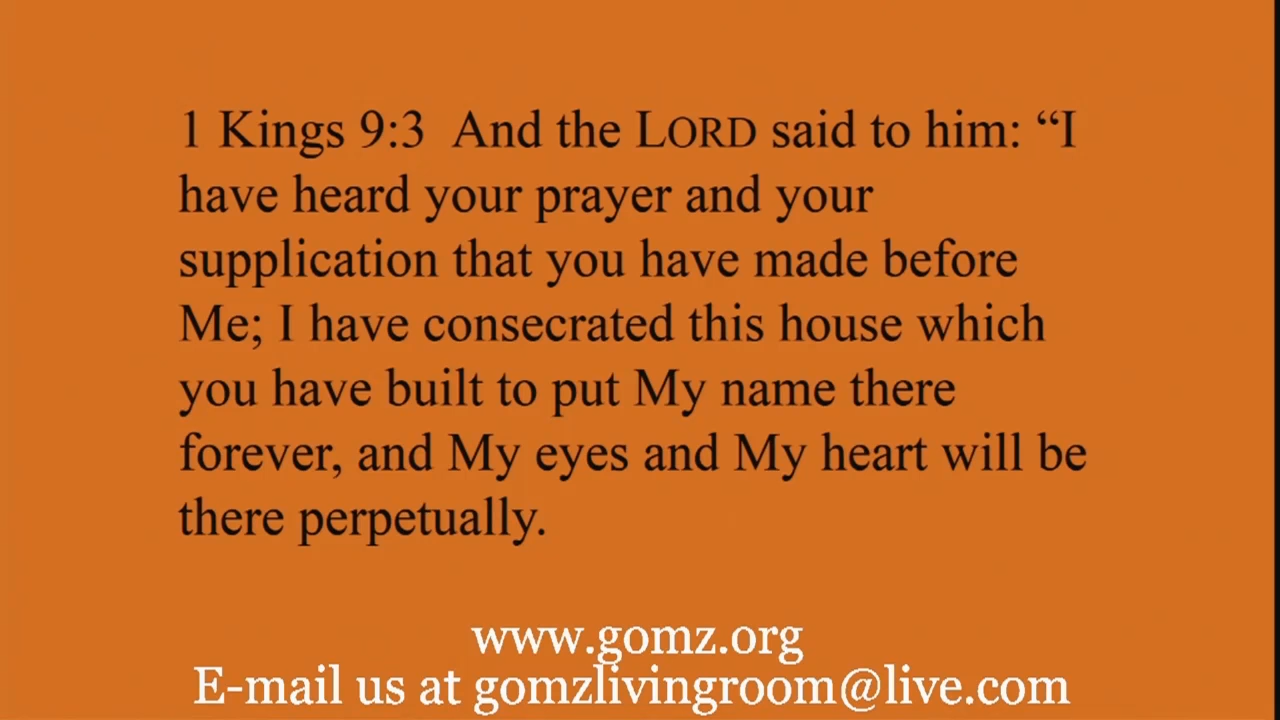 1 Kings 9:3  And the LORD said to him: “I
have heard your prayer and your
supplication that you have made before
Me; I have consecrated this house which
you have built to put My name there
forever, and My eyes and My heart will be
there perpetually.
www.gomz.org
E-mail us at gomzlivingroom@live.com